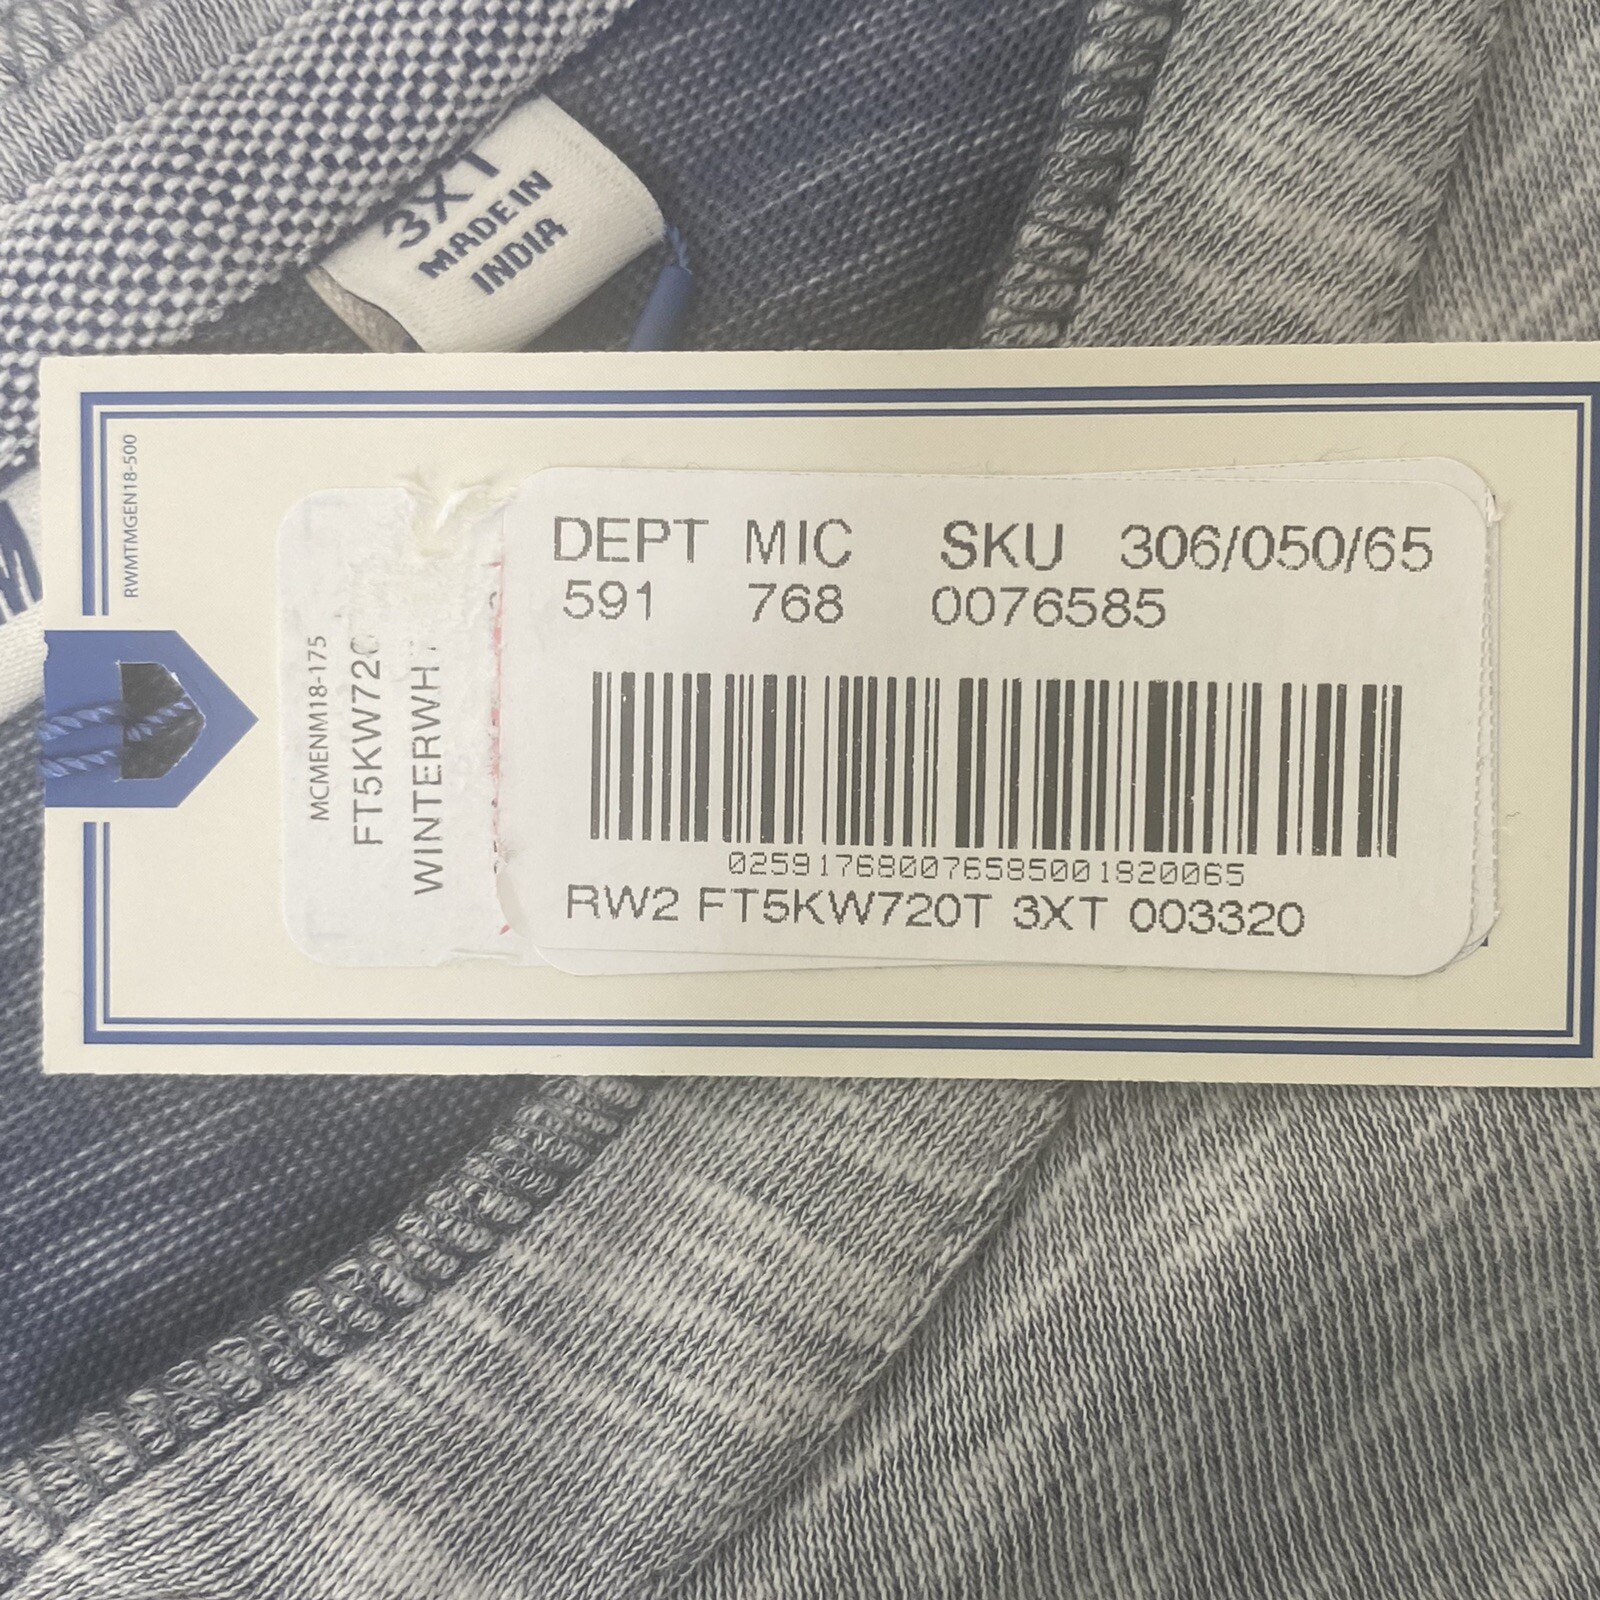 3XT
MADE IN
INDIA
RWMTMGEN18-500
MCMENM18-175
FT5KW720
WINTERWH
DEPT MIC SKU 306/050/65
591 768 0076585
025917680076585001820065
RW2 FT5KW720T 3XT 003320